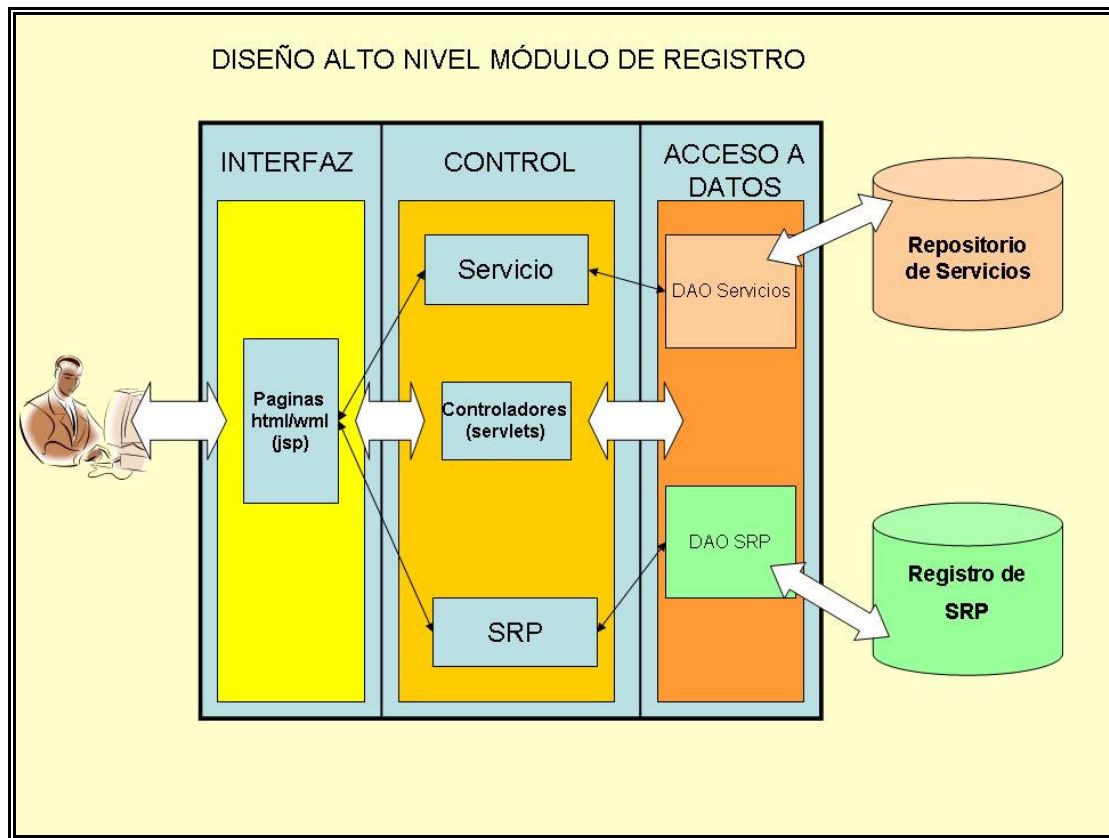 DISEÑO ALTO NIVEL MÓDULO DE REGISTRO
INTERFAZ
CONTROL
ACCESO A
DATOS
Paginas
html/wml
(jsp)
Servicio
Controladores
(servlets)
SRP
DAO Servicios
DAO SRP
Repositorio
de Servicios
Registro de
SRP